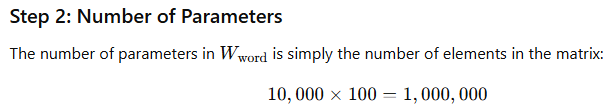 Step 2: Number of Parameters
The number of parameters in W_word is simply the number of elements in the matrix:
10,000 × 100 = 1,000,000